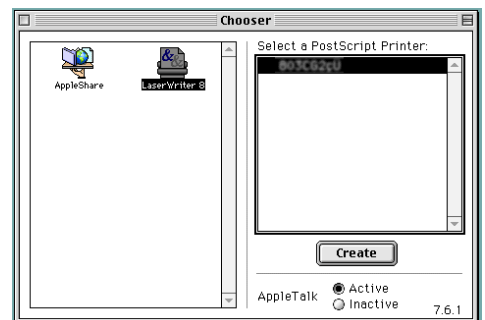 Chooser
AppleShare
LaserWriter 8
Select a PostScript Printer:
Create
AppleTalk
Active
Inactive
7.6.1